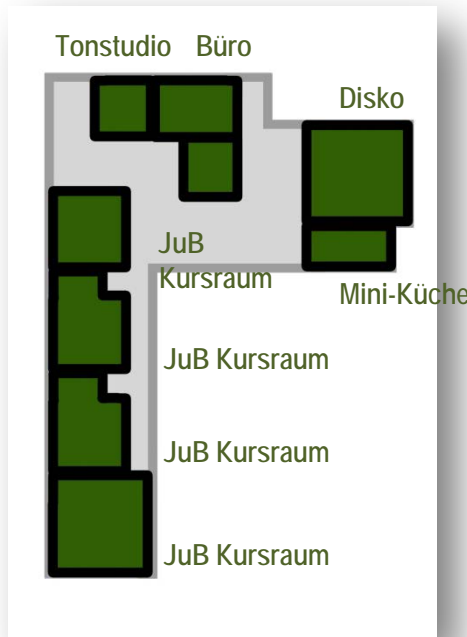 Tonstudio Büro
Disko
JuB
Kursraum
Mini-Küche
JuB Kursraum
JuB Kursraum
JuB Kursraum